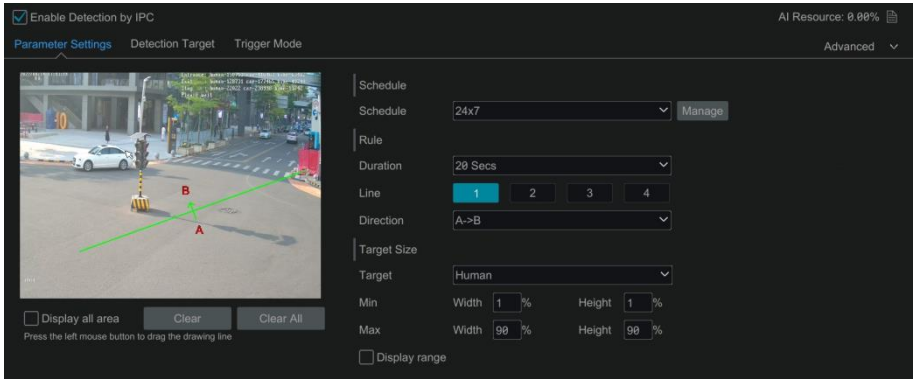 Enable Detection by IPC
AI Resource: 0.00%
Parameter Settings Detection Target Trigger Mode
Advanced
B
A
Display all area Clear Clear All
Press the left mouse button to drag the drawing line
Schedule
Schedule 24x7 Manage
Rule
Duration 20 Secs
Line 1 2 3 4
Direction A->B
Target Size
Target Human
Min Width 1 % Height 1 %
Max Width 90 % Height 90 %
Display range